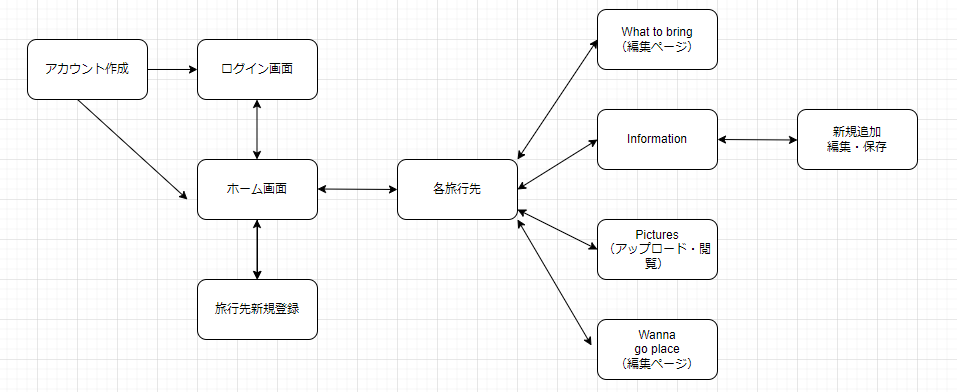 アカウント作成
ログイン画面
ホーム画面
旅行先新規登録
各旅行先
What to bring
(編集ページ)
Information
新規追加
編集・保存
Pictures
(アップロード・閲
覧)
Wanna
go place
(編集ページ)